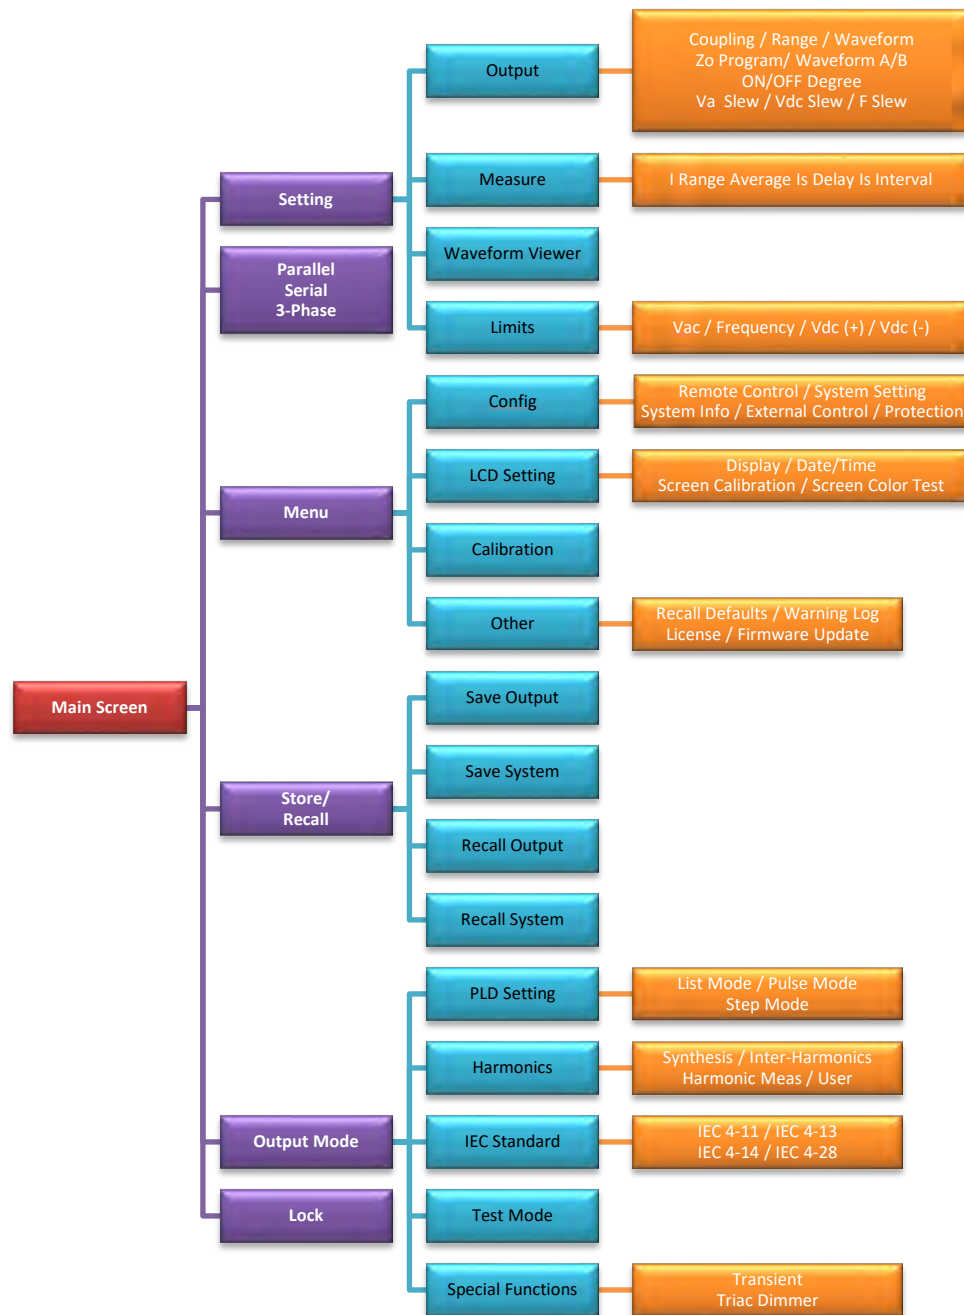 Main Screen
Setting
Output
Coupling / Range / Waveform
Zo Program/ Waveform A/B
ON/OFF Degree
Va  Slew / Vdc Slew / F Slew
Measure
I Range Average Is Delay Is Interval
Waveform Viewer
Limits
Vac / Frequency / Vdc (+) / Vdc (-)
Parallel
Serial
3-Phase
Menu
Config
Remote Control / System Setting
System Info / External Control / Protection
LCD Setting
Display / Date/Time
Screen Calibration / Screen Color Test
Calibration
Other
Recall Defaults / Warning Log
License / Firmware Update
Store/
Recall
Save Output
Save System
Recall Output
Recall System
Output Mode
PLD Setting
List Mode / Pulse Mode
Step Mode
Harmonics
Synthesis / Inter-Harmonics
Harmonic Meas / User
IEC Standard
IEC 4-11 / IEC 4-13
IEC 4-14 / IEC 4-28
Test Mode
Special Functions
Transient
Triac Dimmer
Lock